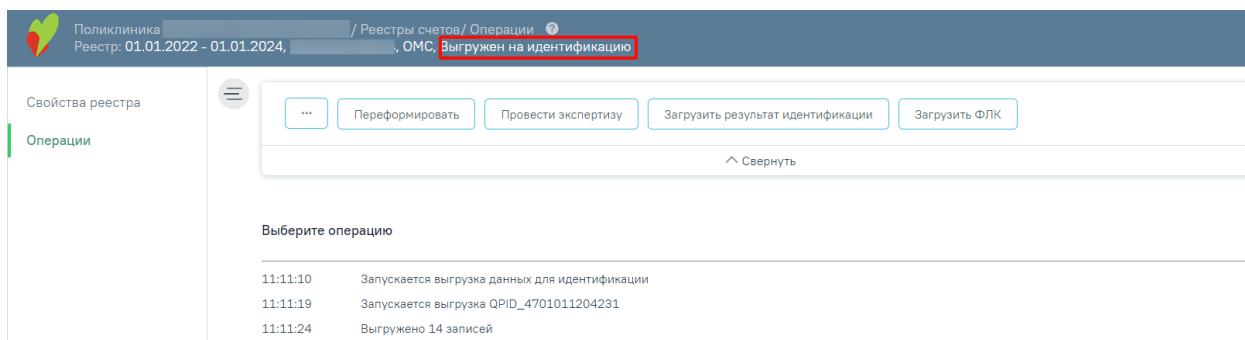 Поликлиника / Реестры счетов/ Операции ?
Реестр: 01.01.2022 - 01.01.2024, , ОМС, Выгружен на идентификацию
Свойства реестра
Операции
... Переформировать Провести экспертизу Загрузить результат идентификации Загрузить ФЛК
Свернуть
Выберите операцию
11:11:10 Запускается выгрузка данных для идентификации
11:11:19 Запускается выгрузка QPID_4701011204231
11:11:24 Выгружено 14 записей